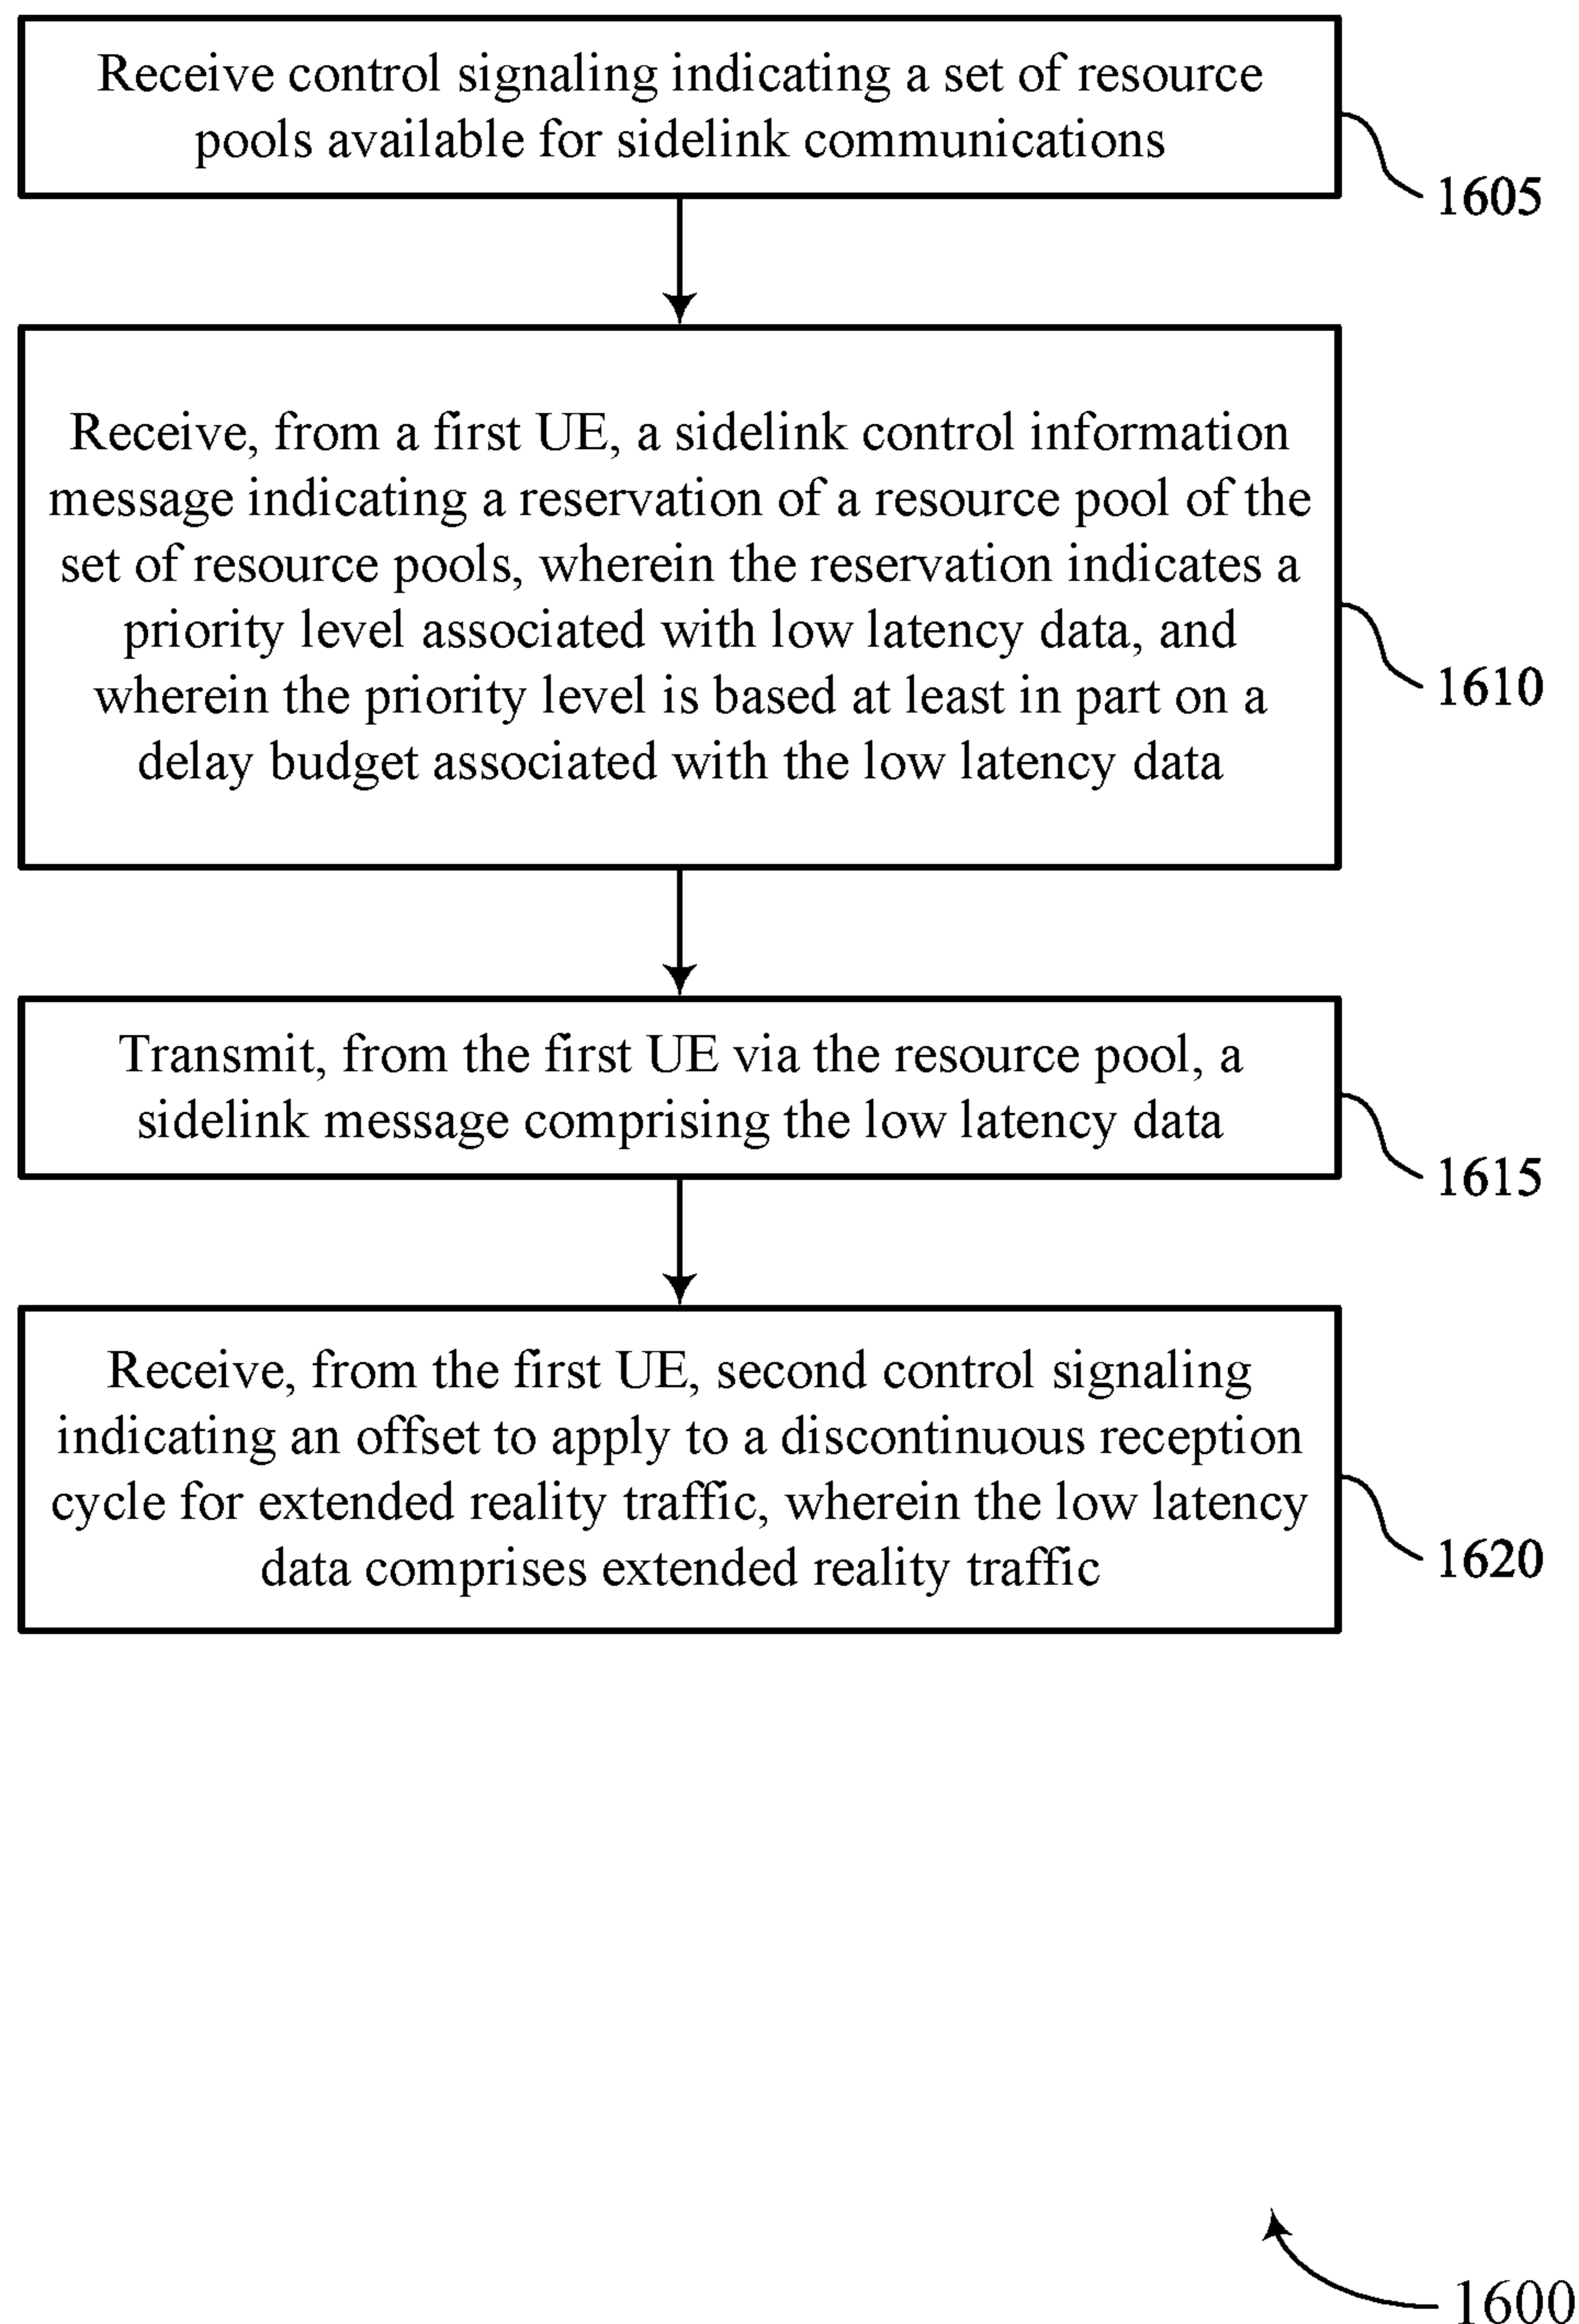 Receive control signaling indicating a set of resource
pools available for sidelink communications
1605
Receive, from a first UE, a sidelink control information
message indicating a reservation of a resource pool of the
set of resource pools, wherein the reservation indicates a
priority level associated with low latency data, and
wherein the priority level is based at least in part on a
delay budget associated with the low latency data
1610
Transmit, from the first UE via the resource pool, a
sidelink message comprising the low latency data
1615
Receive, from the first UE, second control signaling
indicating an offset to apply to a discontinuous reception
cycle for extended reality traffic, wherein the low latency
data comprises extended reality traffic
1620
1600